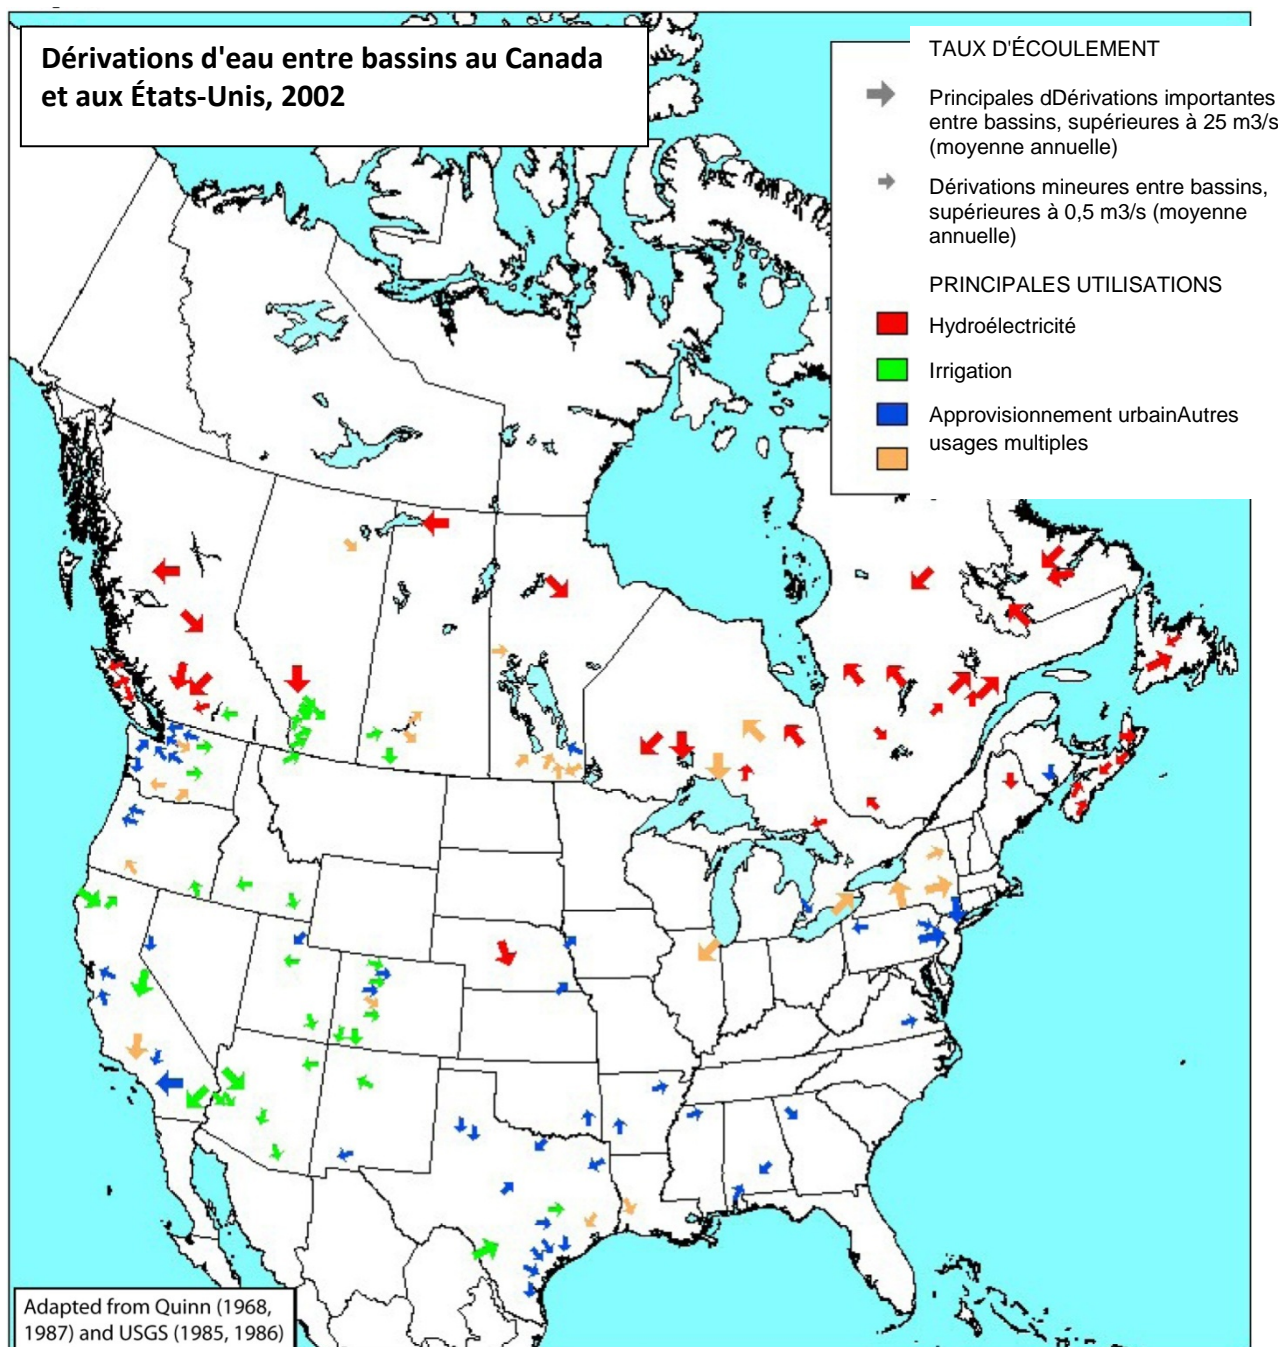 Dérivations d'eau entre bassins au Canada
et aux États-Unis, 2002
TAUX D'ÉCOULEMENT
Principales dDérivations importantes
entre bassins, supérieures à 25 m3/s
(moyenne annuelle)
Dérivations mineures entre bassins,
supérieures à 0,5 m3/s (moyenne
annuelle)
PRINCIPALES UTILISATIONS
Hydroélectricité
Irrigation
Approvisionnement urbainAutres
usages multiples
Adapted from Quinn (1968,
1987) and USGS (1985, 1986)